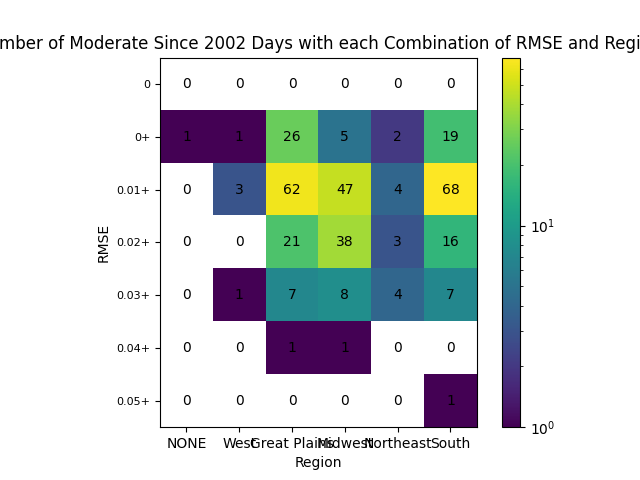 mber of Moderate Since 2002 Days with each Combination of RMSE and Regi
0 0 0 0 0 0 0
0+ 1 1 26 5 2 19
0.01+ 0 3 62 47 4 68
0.02+ 0 0 21 38 3 16
0.03+ 0 1 7 8 4 7
0.04+ 0 0 1 1 0 0
0.05+ 0 0 0 0 0 1
RMSE
NONE West Great Plains Midwest Northeast South
Region
10¹
10⁰